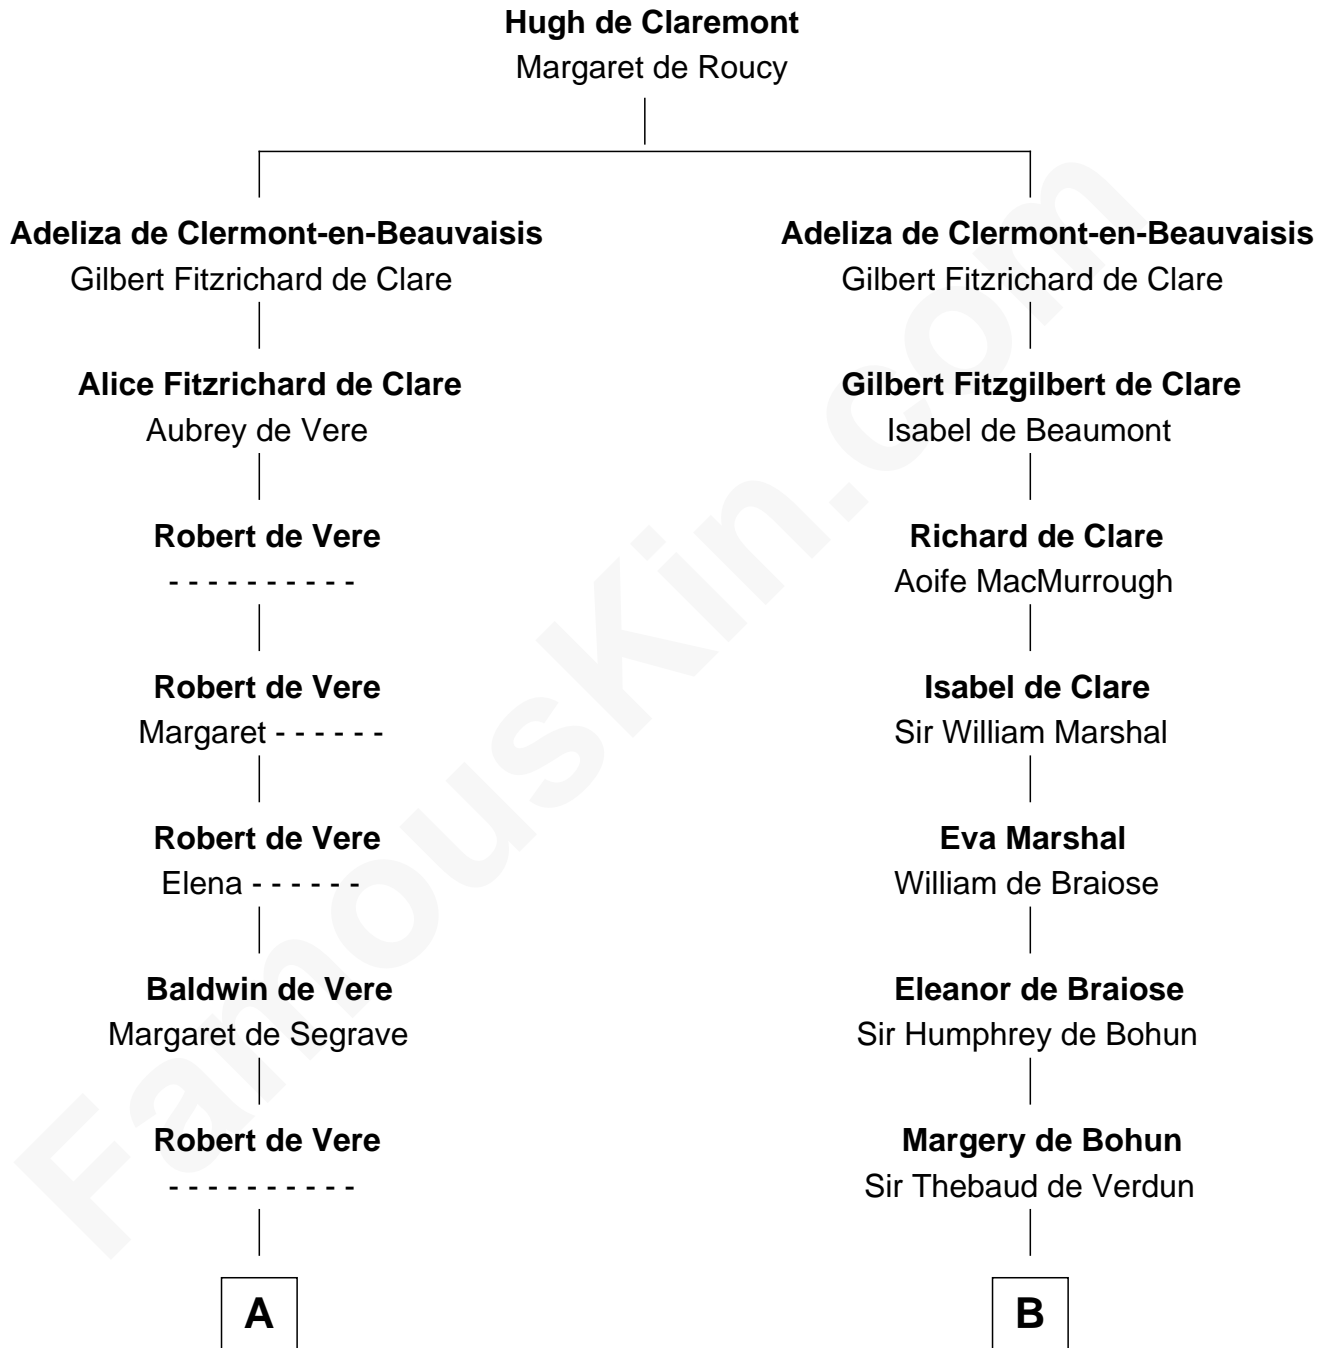 Hugh de Claremont
Margaret de Roucy
Adeliza de Clermont-en-Beauvaisis
Gilbert Fitzrichard de Clare
Alice Fitzrichard de Clare
Aubrey de Vere
Robert de Vere
- - - - - - - - - -
Robert de Vere
Margaret - - - - - -
Robert de Vere
Elena - - - - - -
Baldwin de Vere
Margaret de Segrave
Robert de Vere
- - - - - - - - - -
A
Adeliza de Clermont-en-Beauvaisis
Gilbert Fitzrichard de Clare
Gilbert Fitzgilbert de Clare
Isabel de Beaumont
Richard de Clare
Aoife MacMurrough
Isabel de Clare
Sir William Marshal
Eva Marshal
William de Braiose
Eleanor de Braiose
Sir Humphrey de Bohun
Margery de Bohun
Sir Thebaud de Verdun
B
FamousKin.com